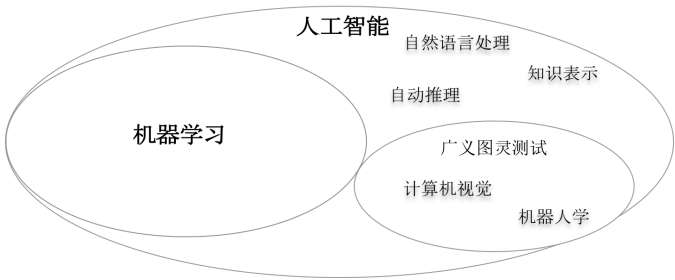 人工智能
自然语言处理
知识表示
自动推理
机器学习
广义图灵测试
计算机视觉
机器人学